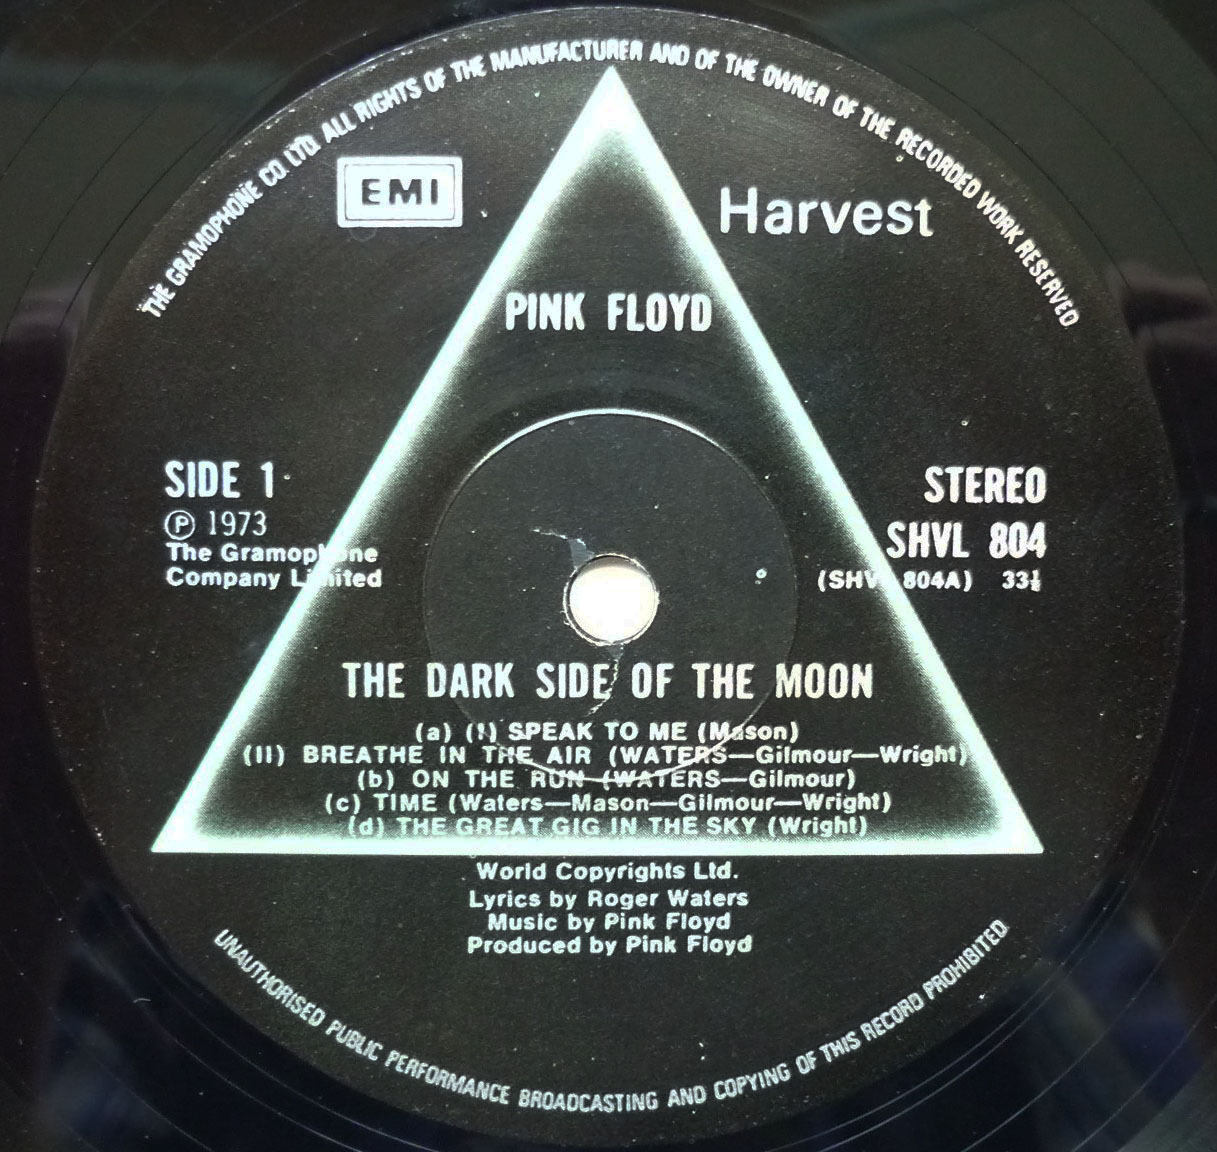 THE GRAMOPHONE CO. LTD. ALL RIGHTS OF THE MANUFACTURER AND OF THE OWNER OF THE RECORDED WORK RESERVED
EMI
Harvest
PINK FLOYD
SIDE 1
Ⓟ 1973
The Gramophone
Company Limited
STEREO
SHVL 804
(SHVL 804A) 33⅓
THE DARK SIDE OF THE MOON
(a) (I) SPEAK TO ME (Mason)
(II) BREATHE IN THE AIR (WATERS—Gilmour—Wright)
(b) ON THE RUN (WATERS—Gilmour)
(c) TIME (Waters—Mason—Gilmour—Wright)
(d) THE GREAT GIG IN THE SKY (Wright)
World Copyrights Ltd.
Lyrics by Roger Waters
Music by Pink Floyd
Produced by Pink Floyd
UNAUTHORISED PUBLIC PERFORMANCE BROADCASTING AND COPYING OF THIS RECORD PROHIBITED